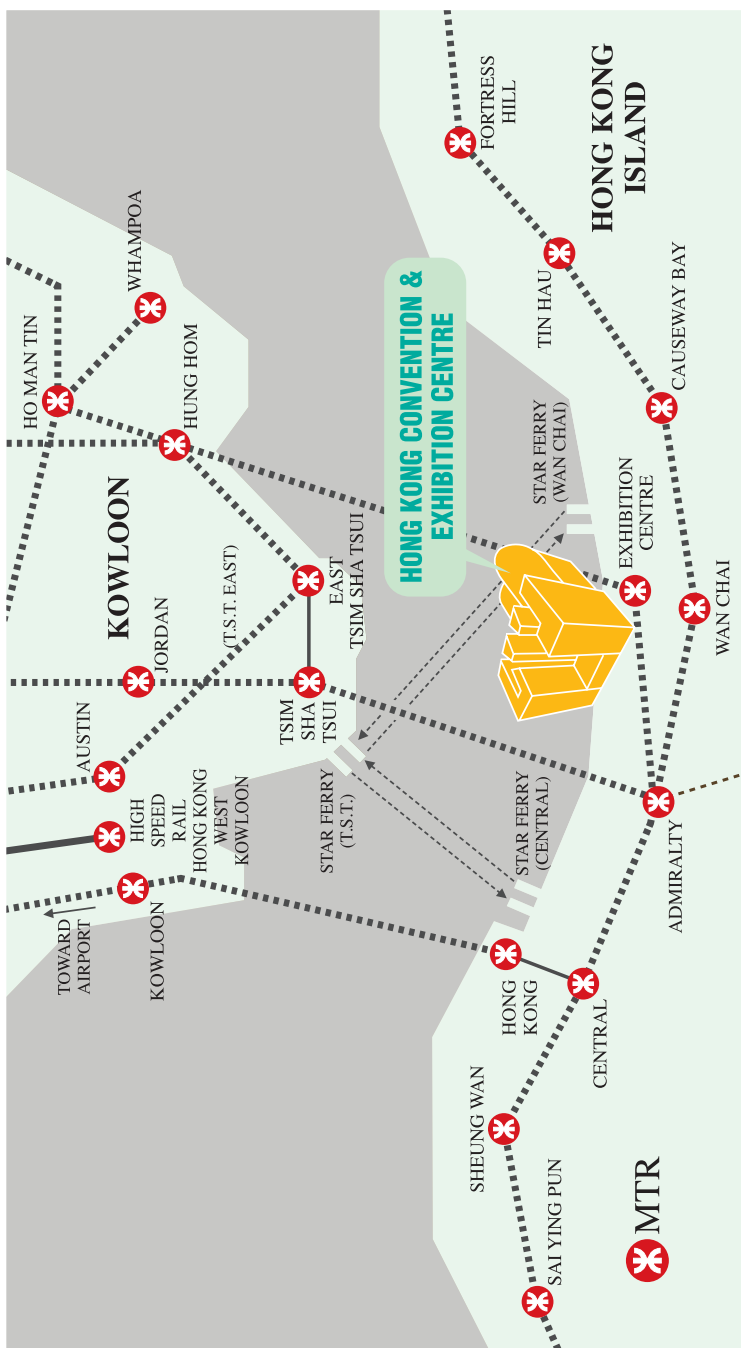 HO MAN TIN
WHAMPOA
HUNG HOM
KOWLOON
(T.S.T. EAST)
EAST
TSIM SHA TSUI
JORDAN
TSIM
SHA
TSUI
AUSTIN
HIGH
SPEED
RAIL
HONG KONG
WEST
KOWLOON
TOWARD
AIRPORT
KOWLOON
STAR FERRY
(T.S.T.)
FORTRESS
HILL
HONG KONG
ISLAND
TIN HAU
CAUSEWAY BAY
HONG KONG CONVENTION &
EXHIBITION CENTRE
STAR FERRY
(WAN CHAI)
EXHIBITION
CENTRE
WAN CHAI
STAR FERRY
(CENTRAL)
ADMIRALTY
HONG
KONG
CENTRAL
SHEUNG WAN
SAI YING PUN
MTR